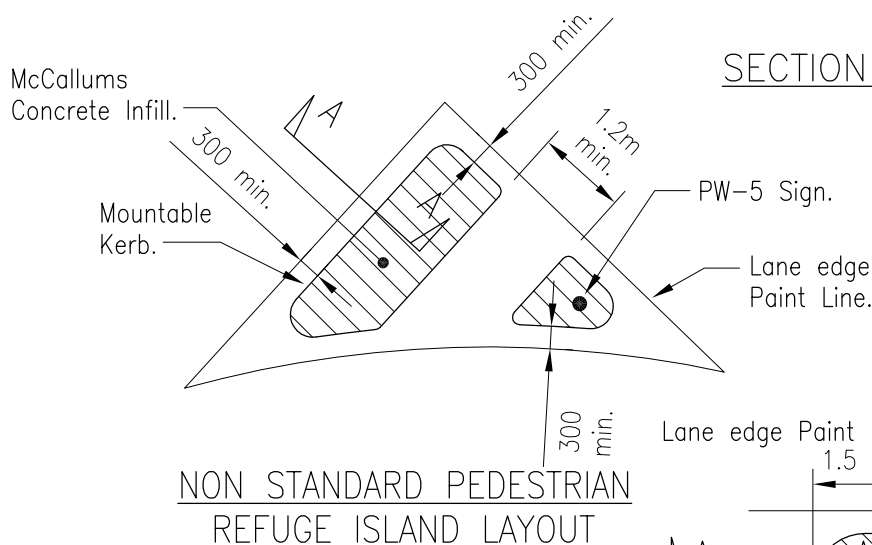 McCallums
Concrete Infill.
300 min.
A
300 min.
SECTION
1.2m
min.
A
PW-5 Sign.
Mountable
Kerb.
Lane edge
Paint Line.
300
min.
Lane edge Paint
1.5
NON STANDARD PEDESTRIAN
REFUGE ISLAND LAYOUT